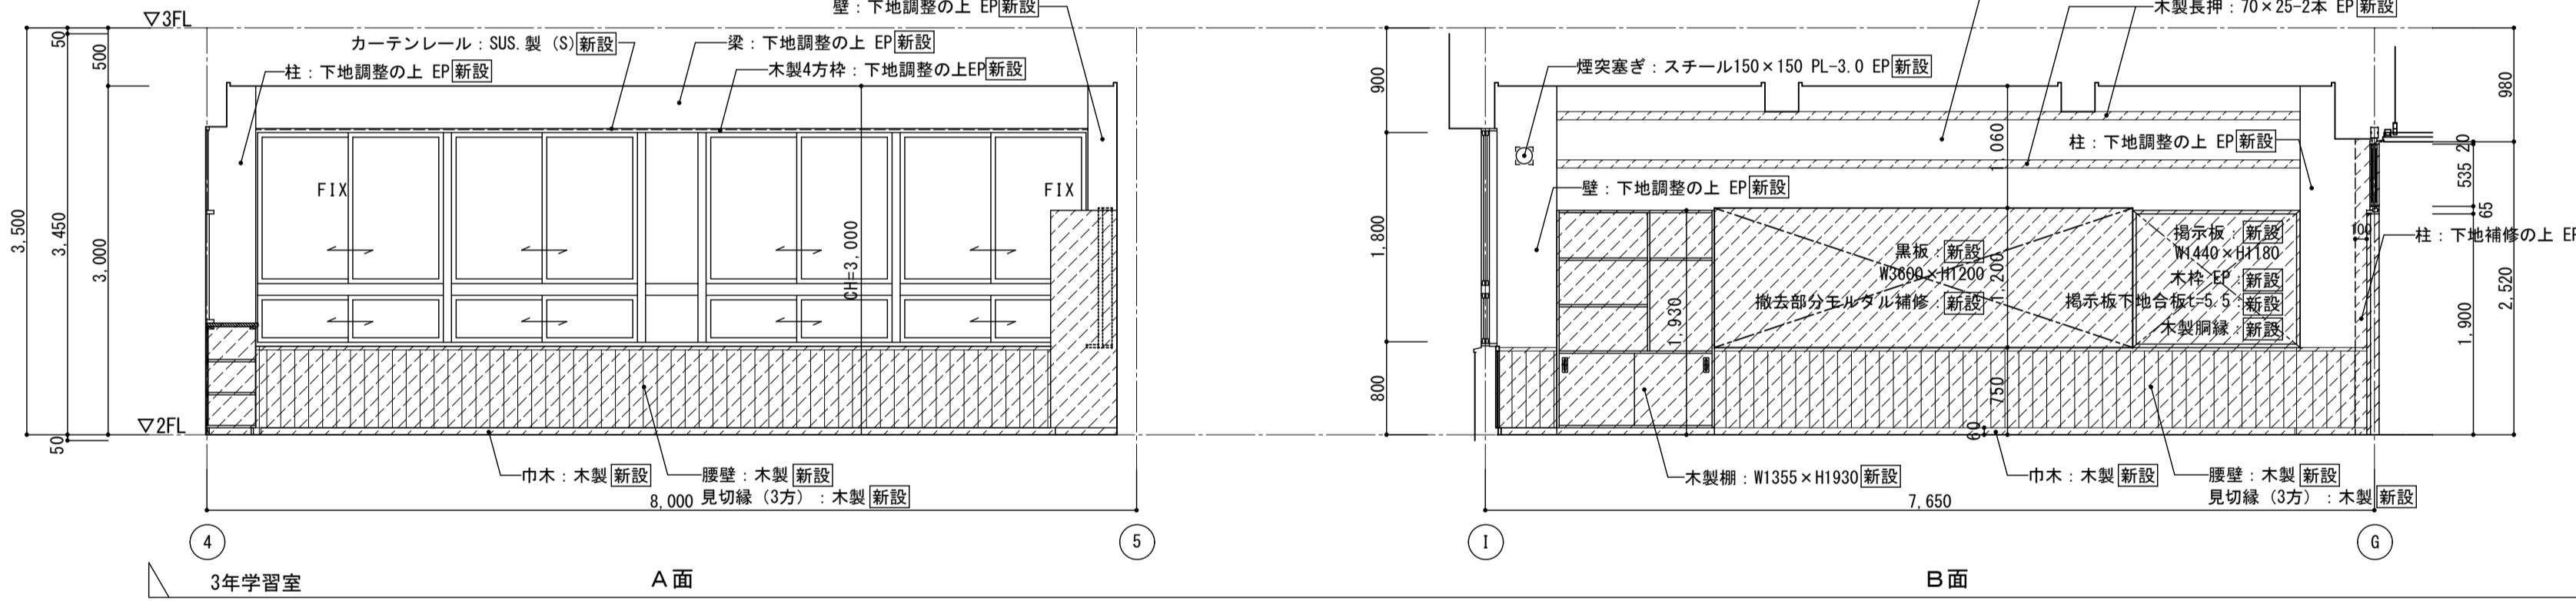 ▽3FL
壁：下地調整の上 EP新設
カーテンレール：SUS.製（S）新設
梁：下地調整の上 EP新設
柱：下地調整の上 EP新設
木製4方枠：下地調整の上EP新設
50
500
3,500
3,450
3,000
50
▽2FL
FIX
FIX
CH=3,000
巾木：木製 新設
腰壁：木製 新設
見切縁（3方）：木製 新設
8,000
4
5
A面
3年学習室
木製長押：70×25-2本 EP新設
煙突塞ぎ：スチール150×150 PL-3.0 EP新設
柱：下地調整の上 EP新設
壁：下地調整の上 EP新設
900
1,800
800
1,060
1,200
1,930
750
60
黒板：新設
W3600×H1200
撤去部分モルタル補修：新設
掲示板：新設
W1440×H1180
木枠 EP：新設
掲示板下地合板t=5.5：新設
木製胴縁：新設
100
柱：下地補修の上 EP
980
20
535
65
1,900
2,520
木製棚：W1355×H1930新設
巾木：木製 新設
腰壁：木製 新設
見切縁（3方）：木製 新設
7,650
I
G
B面